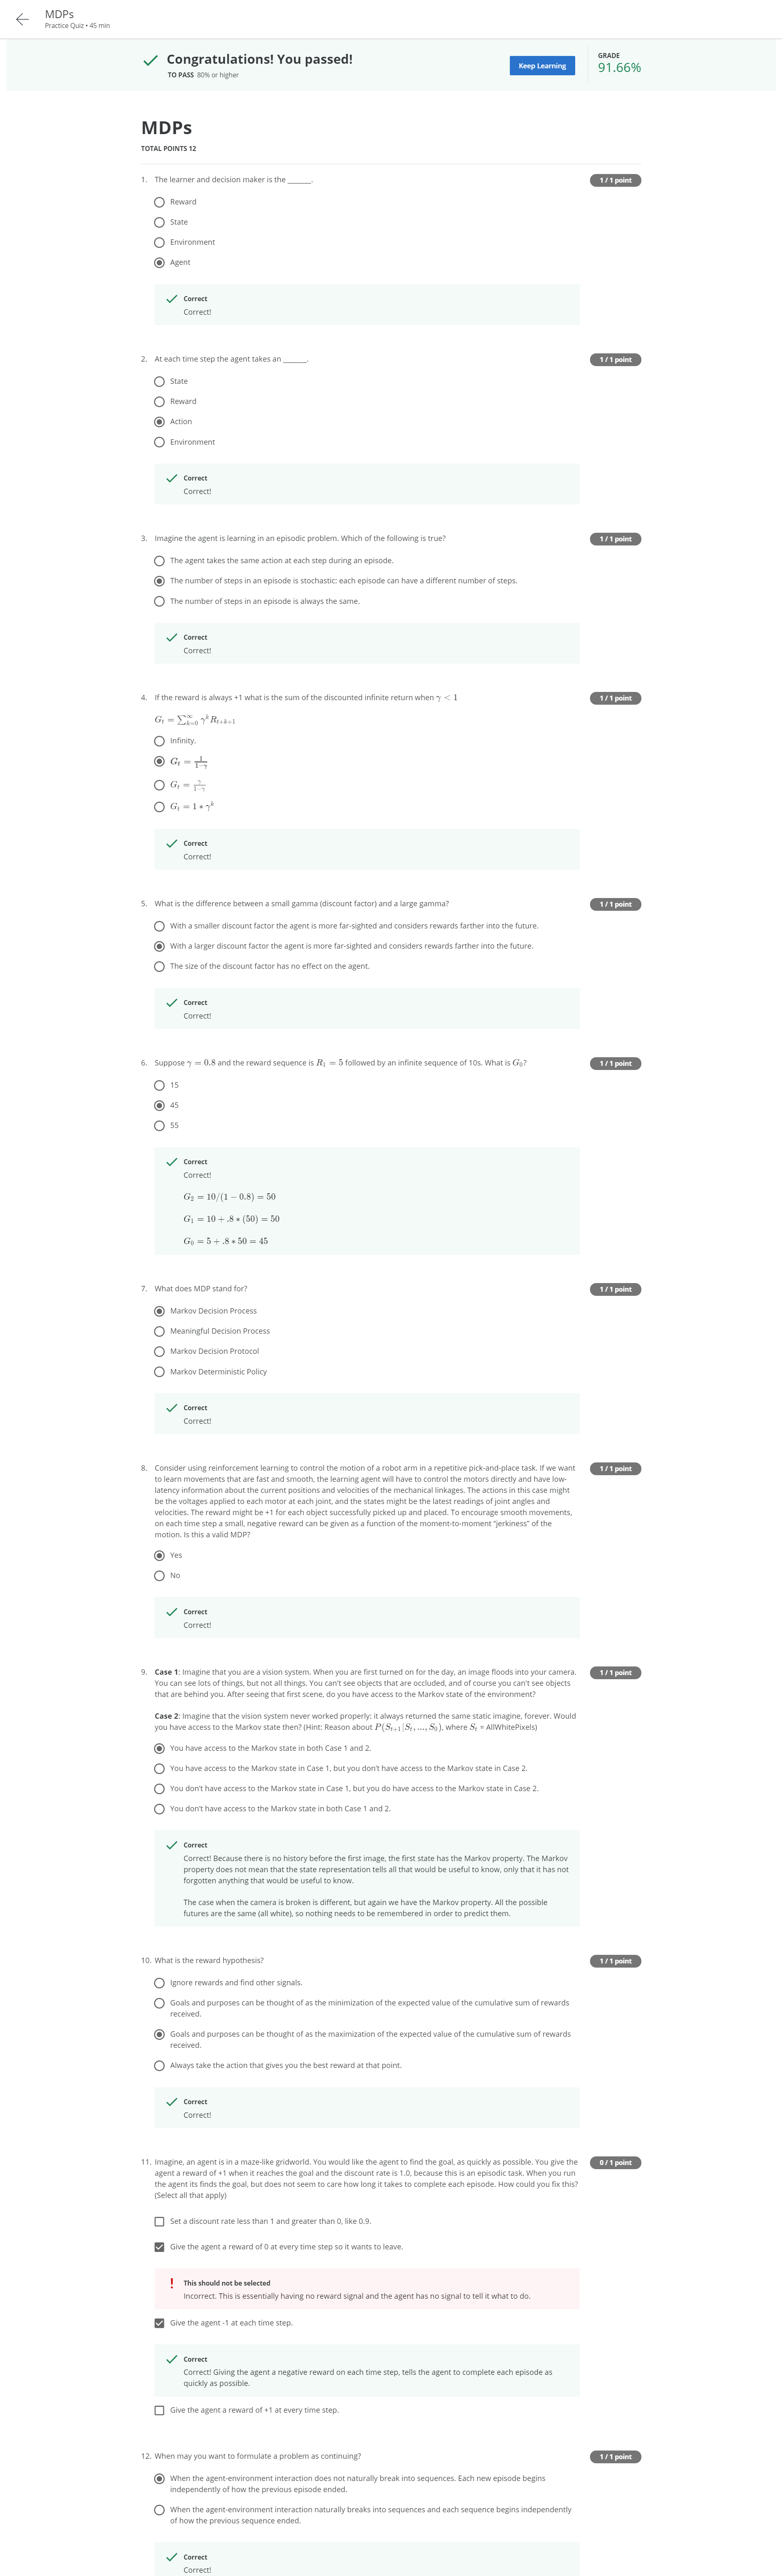 MDPs
Practice Quiz • 45 min
Congratulations! You passed!
TO PASS 80% or higher
Keep Learning
GRADE
91.66%
MDPs
TOTAL POINTS 12
1. The learner and decision maker is the _______.
1 / 1 point
Reward
State
Environment
Agent
Correct
Correct!
2. At each time step the agent takes an _______.
1 / 1 point
State
Reward
Action
Environment
Correct
Correct!
3. Imagine the agent is learning in an episodic problem. Which of the following is true?
1 / 1 point
The agent takes the same action at each step during an episode.
The number of steps in an episode is stochastic: each episode can have a different number of steps.
The number of steps in an episode is always the same.
Correct
Correct!
4. If the reward is always +1 what is the sum of the discounted infinite return when γ < 1
1 / 1 point
G_t = ∑_{k=0}^{∞} γ^k R_{t+k+1}
Infinity.
G_t = \frac{1}{1−γ}
G_t = \frac{γ}{1−γ}
G_t = 1 ∗ γ^k
Correct
Correct!
5. What is the difference between a small gamma (discount factor) and a large gamma?
1 / 1 point
With a smaller discount factor the agent is more far-sighted and considers rewards farther into the future.
With a larger discount factor the agent is more far-sighted and considers rewards farther into the future.
The size of the discount factor has no effect on the agent.
Correct
Correct!
6. Suppose γ = 0.8 and the reward sequence is R_1 = 5 followed by an infinite sequence of 10s. What is G_0?
1 / 1 point
15
45
55
Correct
Correct!
G_2 = 10/(1 − 0.8) = 50
G_1 = 10 + .8 ∗ (50) = 50
G_0 = 5 + .8 ∗ 50 = 45
7. What does MDP stand for?
1 / 1 point
Markov Decision Process
Meaningful Decision Process
Markov Decision Protocol
Markov Deterministic Policy
Correct
Correct!
8. Consider using reinforcement learning to control the motion of a robot arm in a repetitive pick-and-place task. If we want
1 / 1 point
to learn movements that are fast and smooth, the learning agent will have to control the motors directly and have low-
latency information about the current positions and velocities of the mechanical linkages. The actions in this case might
be the voltages applied to each motor at each joint, and the states might be the latest readings of joint angles and
velocities. The reward might be +1 for each object successfully picked up and placed. To encourage smooth movements,
on each time step a small, negative reward can be given as a function of the moment-to-moment “jerkiness” of the
motion. Is this a valid MDP?
Yes
No
Correct
Correct!
9. Case 1: Imagine that you are a vision system. When you are first turned on for the day, an image floods into your camera.
1 / 1 point
You can see lots of things, but not all things. You can't see objects that are occluded, and of course you can't see objects
that are behind you. After seeing that first scene, do you have access to the Markov state of the environment?
Case 2: Imagine that the vision system never worked properly: it always returned the same static imagine, forever. Would
you have access to the Markov state then? (Hint: Reason about P(S_{t+1}|S_t, ..., S_0), where S_t = AllWhitePixels)
You have access to the Markov state in both Case 1 and 2.
You have access to the Markov state in Case 1, but you don't have access to the Markov state in Case 2.
You don't have access to the Markov state in Case 1, but you do have access to the Markov state in Case 2.
You don't have access to the Markov state in both Case 1 and 2.
Correct
Correct! Because there is no history before the first image, the first state has the Markov property. The Markov
property does not mean that the state representation tells all that would be useful to know, only that it has not
forgotten anything that would be useful to know.
The case when the camera is broken is different, but again we have the Markov property. All the possible
futures are the same (all white), so nothing needs to be remembered in order to predict them.
10. What is the reward hypothesis?
1 / 1 point
Ignore rewards and find other signals.
Goals and purposes can be thought of as the minimization of the expected value of the cumulative sum of rewards
received.
Goals and purposes can be thought of as the maximization of the expected value of the cumulative sum of rewards
received.
Always take the action that gives you the best reward at that point.
Correct
Correct!
11. Imagine, an agent is in a maze-like gridworld. You would like the agent to find the goal, as quickly as possible. You give the
0 / 1 point
agent a reward of +1 when it reaches the goal and the discount rate is 1.0, because this is an episodic task. When you run
the agent its finds the goal, but does not seem to care how long it takes to complete each episode. How could you fix this?
(Select all that apply)
Set a discount rate less than 1 and greater than 0, like 0.9.
Give the agent a reward of 0 at every time step so it wants to leave.
! This should not be selected
Incorrect. This is essentially having no reward signal and the agent has no signal to tell it what to do.
Give the agent -1 at each time step.
Correct
Correct! Giving the agent a negative reward on each time step, tells the agent to complete each episode as
quickly as possible.
Give the agent a reward of +1 at every time step.
12. When may you want to formulate a problem as continuing?
1 / 1 point
When the agent-environment interaction does not naturally break into sequences. Each new episode begins
independently of how the previous episode ended.
When the agent-environment interaction naturally breaks into sequences and each sequence begins independently
of how the previous sequence ended.
Correct
Correct!